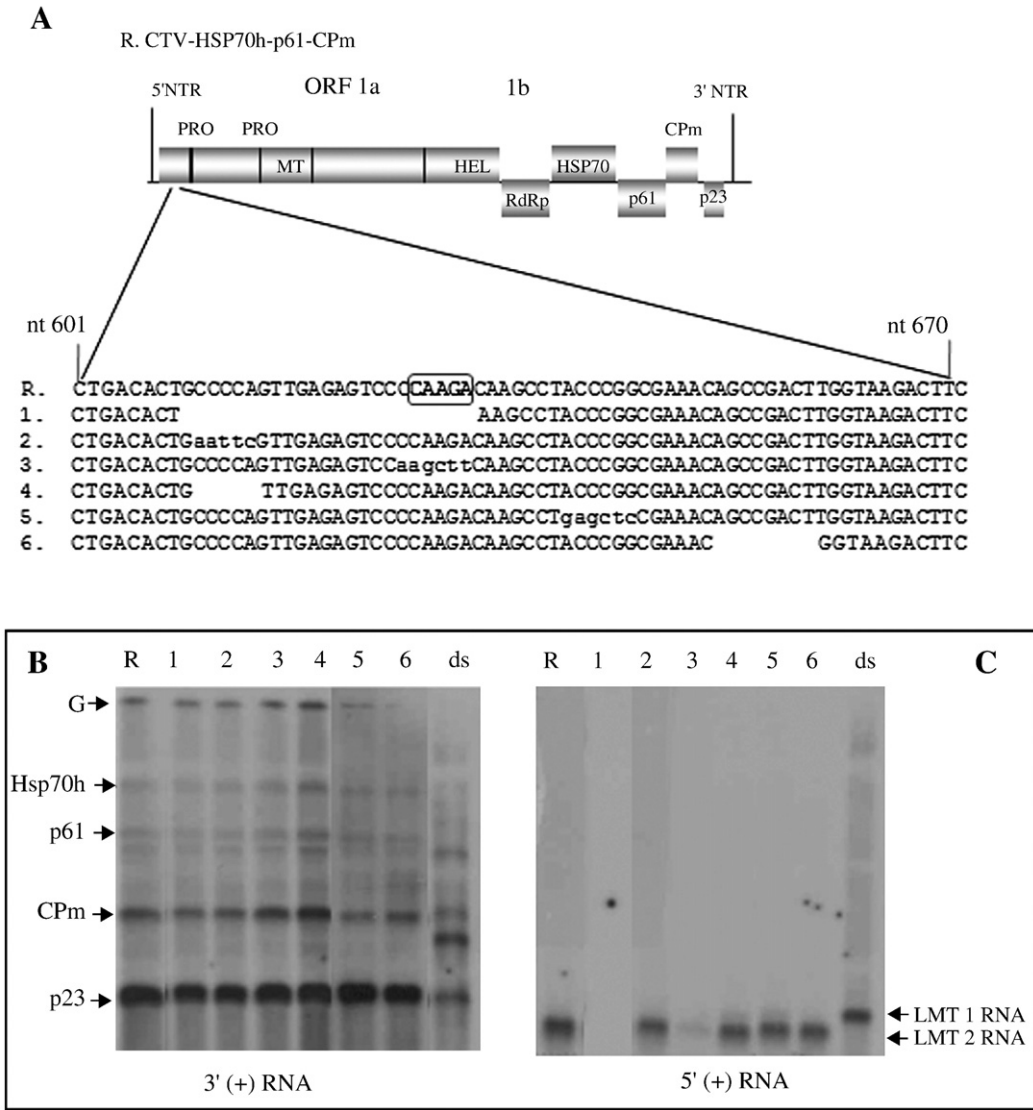 A
R. CTV-HSP70h-p61-CPm
5'NTR ORF 1a 1b 3' NTR
PRO PRO CPm
MT HEL HSP70
RdRp p61 p23
nt 601 nt 670
R. CTGACACTGCCCCAGTTGAGAGTCCCCAAGACAAGCCTACCCGGCGAAACAGCCGACTTGGTAAGACTTC
1. CTGACACT AAGCCTACCCGGCGAAACAGCCGACTTGGTAAGACTTC
2. CTGACACTGaattcGTTGAGAGTCCCCAAGACAAGCCTACCCGGCGAAACAGCCGACTTGGTAAGACTTC
3. CTGACACTGCCCCAGTTGAGAGTCCaagcttCAAGCCTACCCGGCGAAACAGCCGACTTGGTAAGACTTC
4. CTGACACTG TTGAGAGTCCCCAAGACAAGCCTACCCGGCGAAACAGCCGACTTGGTAAGACTTC
5. CTGACACTGCCCCAGTTGAGAGTCCCCAAGACAAGCCTgagctcCGAAACAGCCGACTTGGTAAGACTTC
6. CTGACACTGCCCCAGTTGAGAGTCCCCAAGACAAGCCTACCCGGCGAAAC GGTAAGACTTC
B R 1 2 3 4 5 6 ds
G
Hsp70h
p61
CPm
p23
3' (+) RNA
R 1 2 3 4 5 6 ds C
LMT 1 RNA
LMT 2 RNA
5' (+) RNA